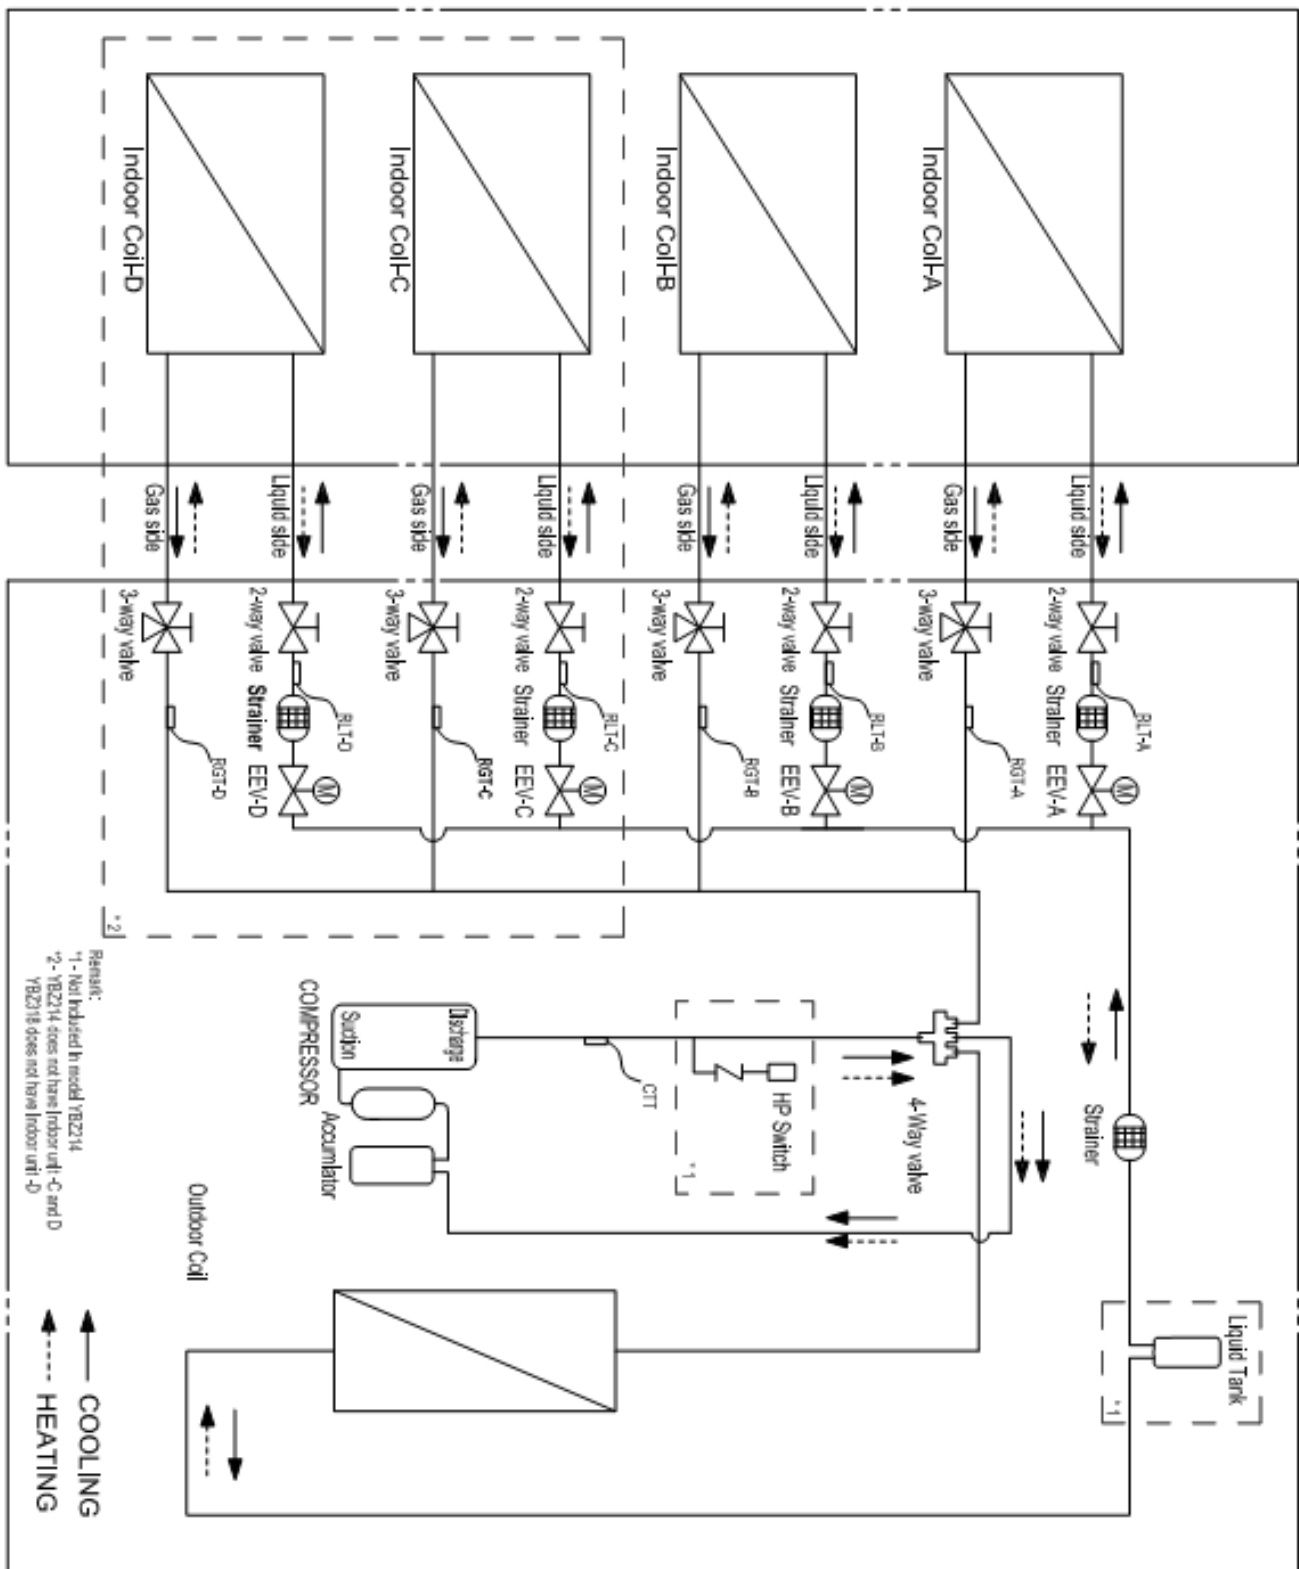 Indoor Coil-A
Indoor Coil-B
Indoor Coil-C
Indoor Coil-D
Liquid side
Gas side
Liquid side
Gas side
Liquid side
Gas side
Liquid side
Gas side
2-way valve
Strainer
EEV-A
M
RLT-A
3-way valve
RGT-A
2-way valve
Strainer
EEV-B
M
RLT-B
3-way valve
RGT-B
2-way valve
Strainer
EEV-C
M
RLT-C
3-way valve
RGT-C
2-way valve
Strainer
EEV-D
M
RLT-D
3-way valve
RGT-D
*2
Strainer
Liquid Tank
*1
4-Way valve
HP Switch
*1
CTT
Discharge
Suction
COMPRESSOR
Accumlator
Outdoor Coil
Remark:
*1 - Not Included in model YBZ214
*2 - YBZ214 does not have Indoor unit -C and D
YBZ318 does not have Indoor unit -D
COOLING
HEATING